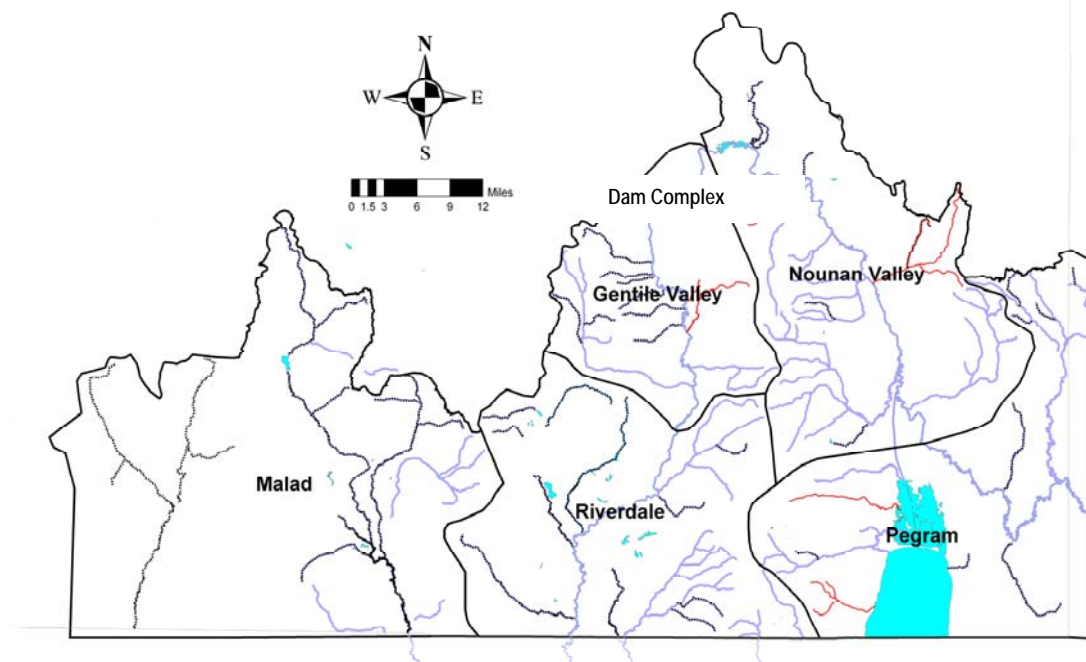 N
W E
S
Miles
0 1.5 3 6 9 12
Dam Complex
Nounan Valley
Gentile Valley
Malad
Riverdale
Pegram